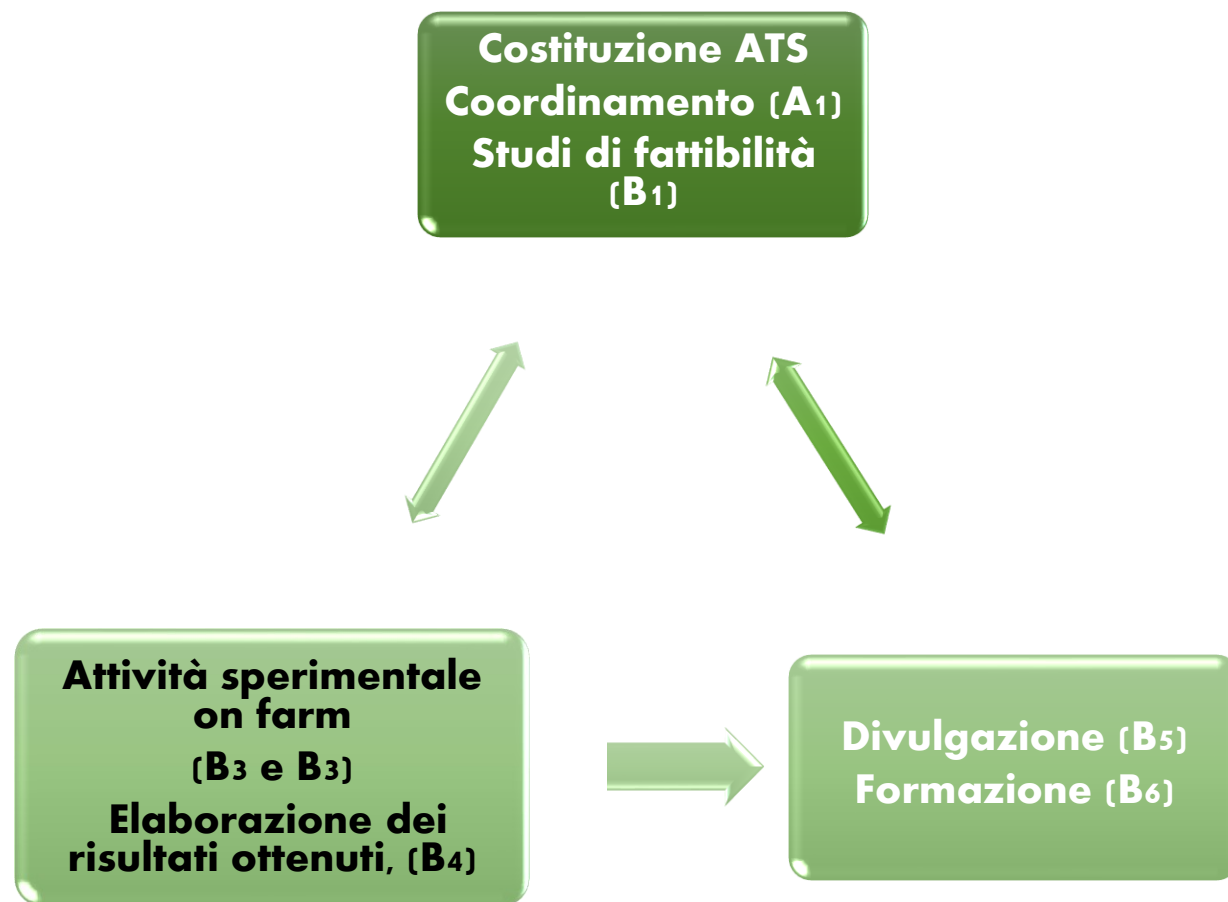 Costituzione ATS
Coordinamento (A1)
Studi di fattibilità
(B1)
Attività sperimentale
on farm
(B3 e B3)
Elaborazione dei
risultati ottenuti, (B4)
Divulgazione (B5)
Formazione (B6)